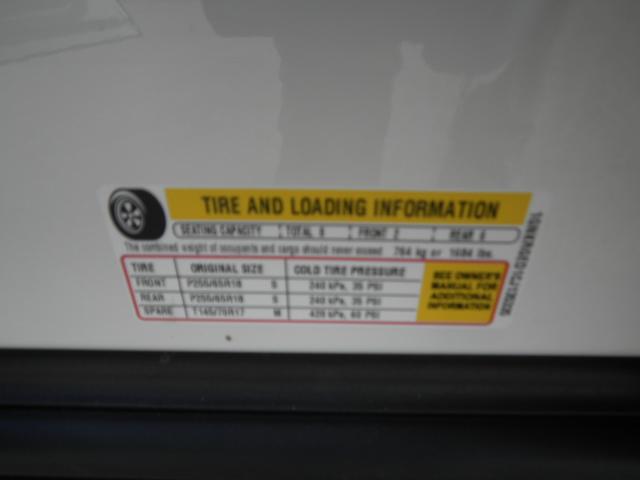 TIRE AND LOADING INFORMATION
SEATING CAPACITY TOTAL 8 FRONT 2 REAR 6
The combined weight of occupants and cargo should never exceed 764 kg or 1684 lbs.
TIRE ORIGINAL SIZE COLD TIRE PRESSURE
FRONT P255/65R18 S 240 kPa, 35 PSI
REAR P255/65R18 S 240 kPa, 35 PSI
SPARE T145/70R17 M 420 kPa, 60 PSI
SEE OWNER'S
MANUAL FOR
ADDITIONAL
INFORMATION